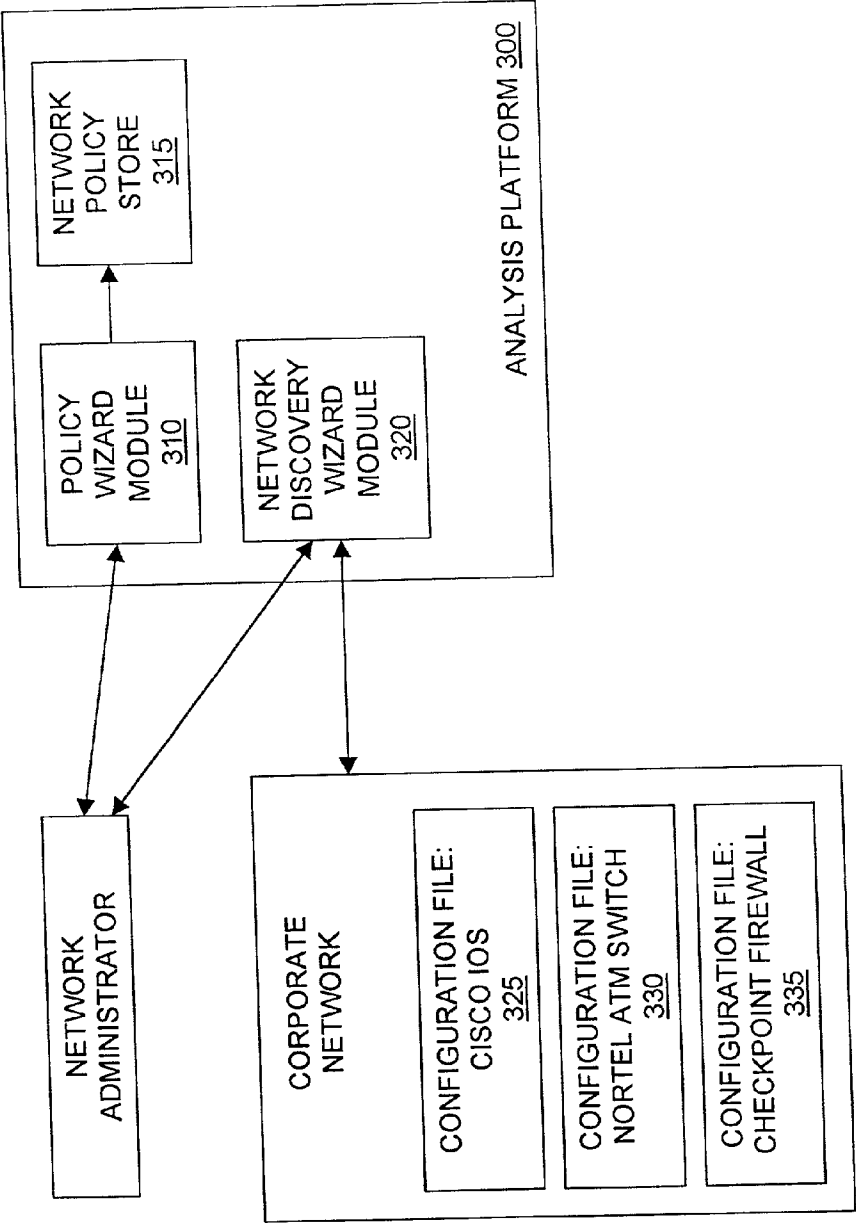 NETWORK
ADMINISTRATOR
CORPORATE
NETWORK
CONFIGURATION FILE:
CISCO IOS
325
CONFIGURATION FILE:
NORTEL ATM SWITCH
330
CONFIGURATION FILE:
CHECKPOINT FIREWALL
335
POLICY
WIZARD
MODULE
310
NETWORK
POLICY
STORE
315
NETWORK
DISCOVERY
WIZARD
MODULE
320
ANALYSIS PLATFORM 300